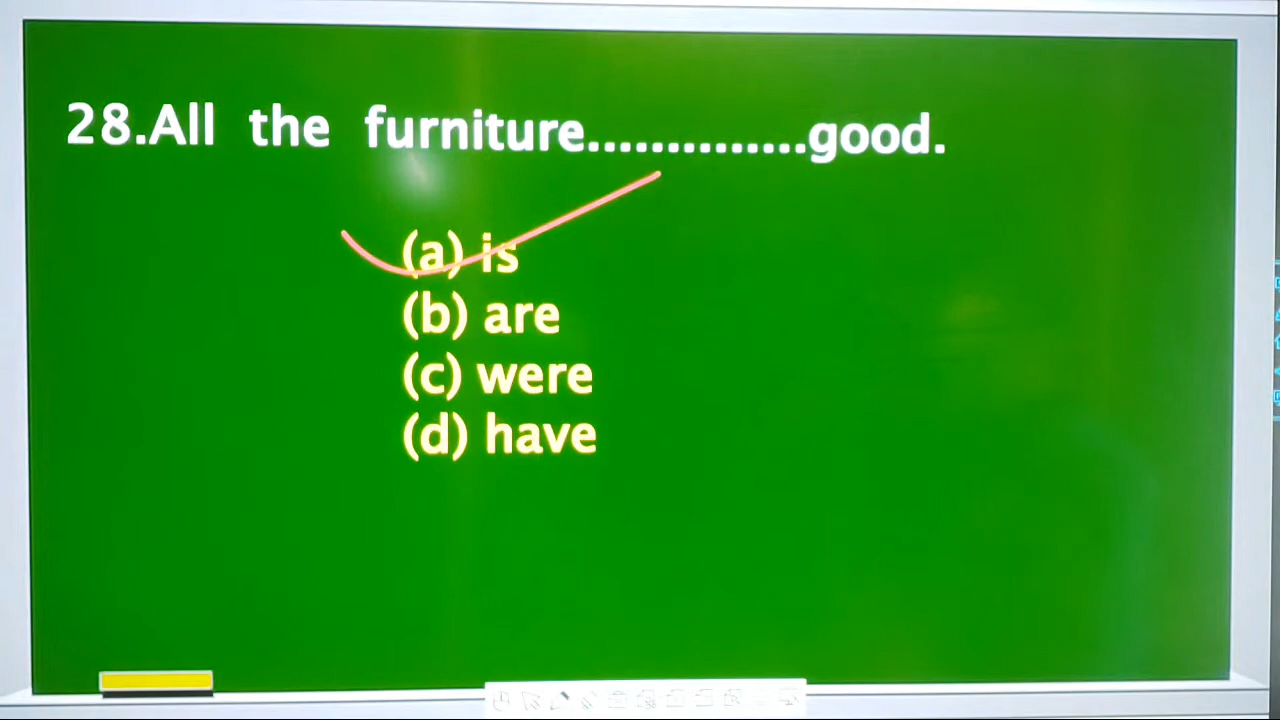 28.All the furniture..............good.
(a) is
(b) are
(c) were
(d) have